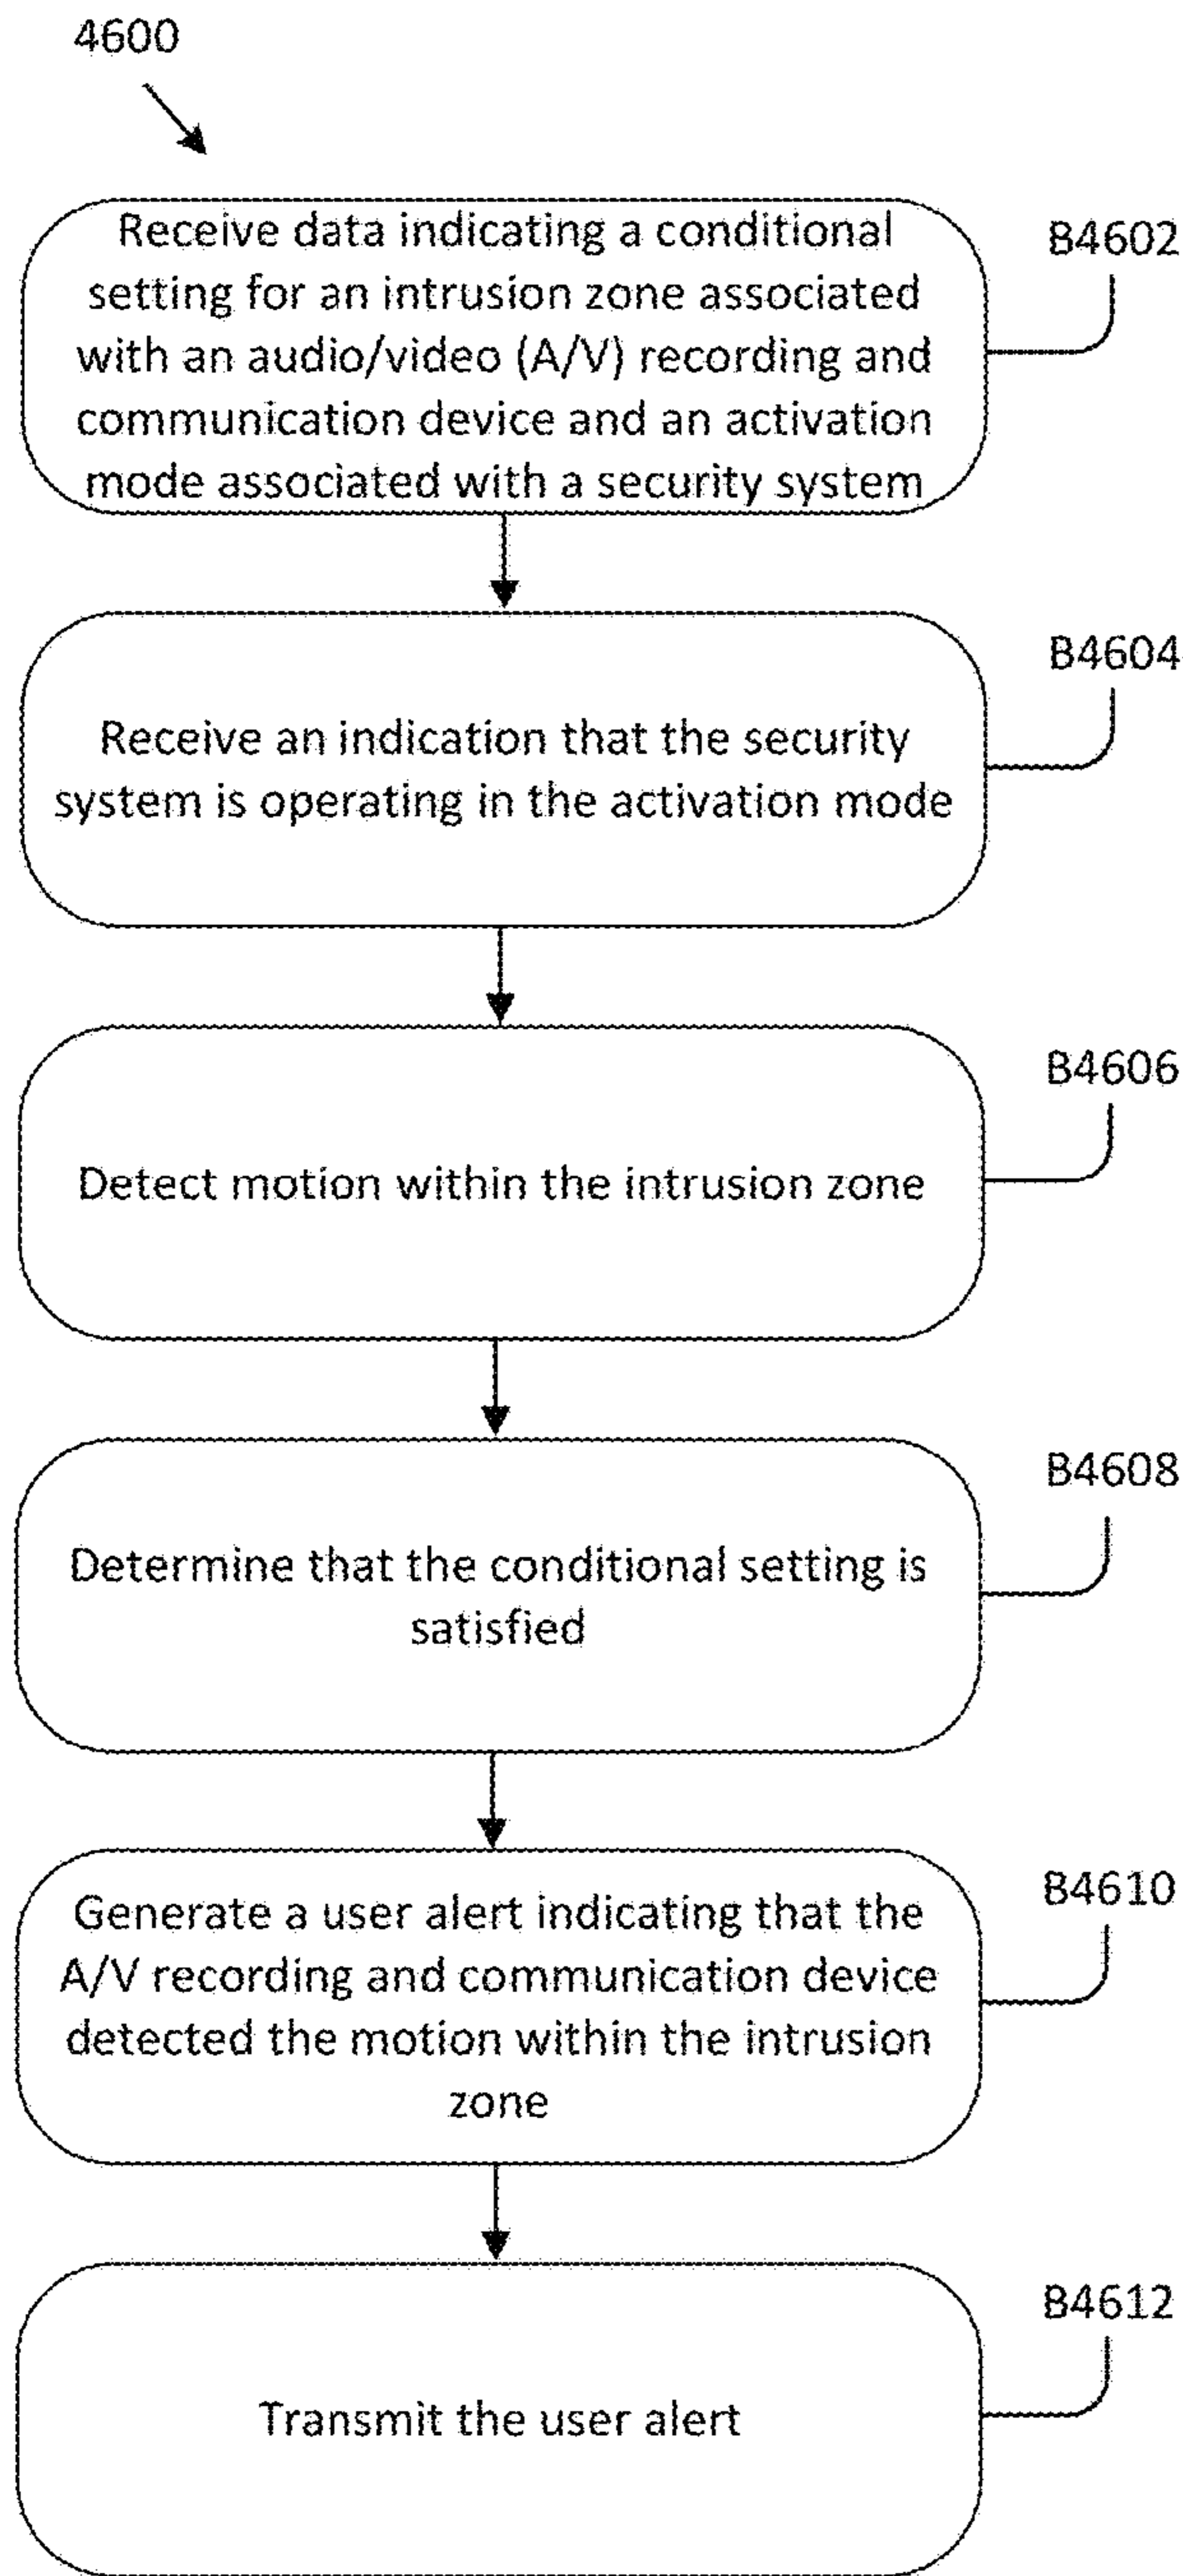 4600
Receive data indicating a conditional
setting for an intrusion zone associated
with an audio/video (A/V) recording and
communication device and an activation
mode associated with a security system
B4602
Receive an indication that the security
system is operating in the activation mode
B4604
Detect motion within the intrusion zone
B4606
Determine that the conditional setting is
satisfied
B4608
Generate a user alert indicating that the
A/V recording and communication device
detected the motion within the intrusion
zone
B4610
Transmit the user alert
B4612